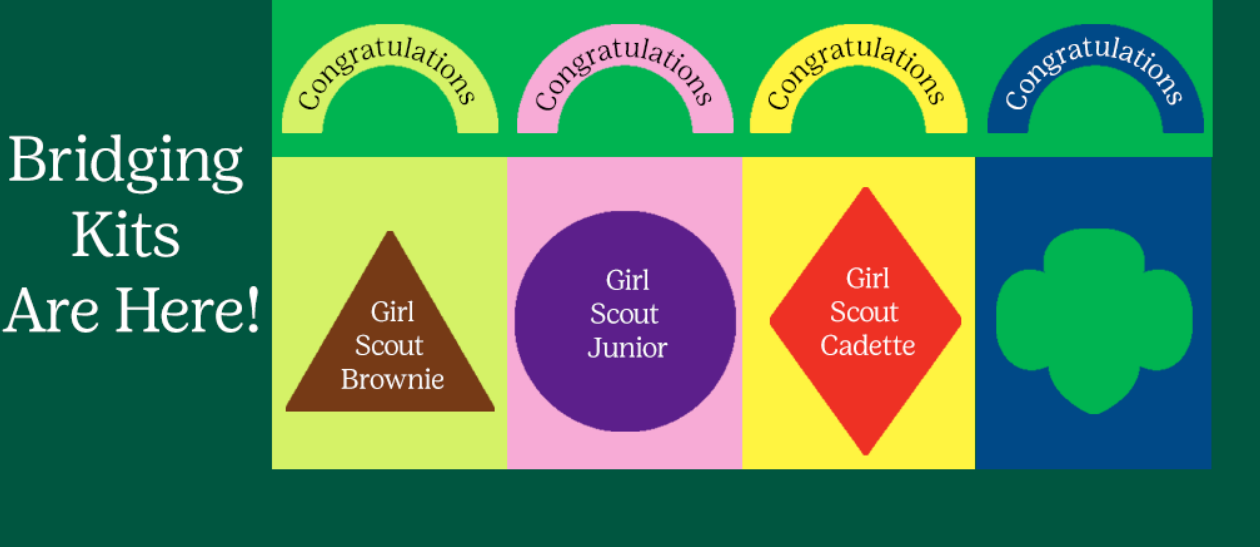 Bridging
Kits
Are Here!
Congratulations
Congratulations
Congratulations
Congratulations
Girl
Scout
Brownie
Girl
Scout
Junior
Girl
Scout
Cadette